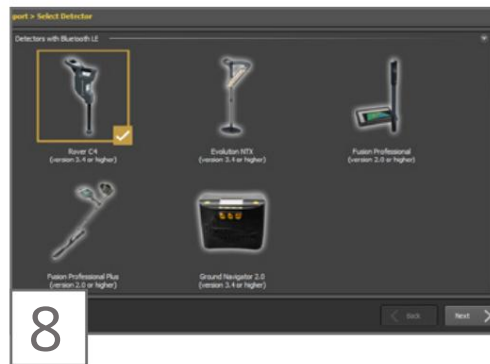 port > Select Detector
Detectors with Bluetooth LE
Rover C4
(version 3.4 or higher)
Evolution NTX
(version 3.4 or higher)
Fusion Professional
(version 2.0 or higher)
Fusion Professional Plus
(version 2.0 or higher)
Ground Navigator 2.0
(version 3.4 or higher)
Back
Next
8